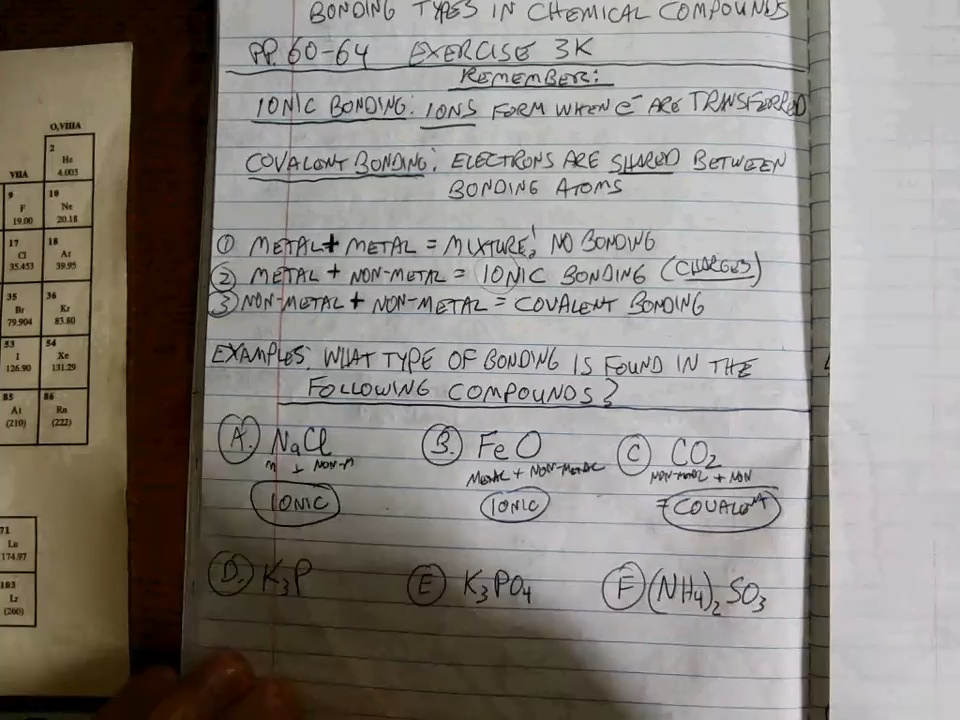 BONDING TYPES IN CHEMICAL COMPOUNDS
PP. 60-64 EXERCISE 3K
REMEMBER:
IONIC BONDING: IONS FORM WHEN e⁻ ARE TRANSFERRED
COVALENT BONDING: ELECTRONS ARE SHARED BETWEEN
BONDING ATOMS
① METAL + METAL = MIXTURE! NO BONDING
② METAL + NON-METAL = IONIC BONDING (CHARGES)
③ NON-METAL + NON-METAL = COVALENT BONDING
EXAMPLES: WHAT TYPE OF BONDING IS FOUND IN THE
FOLLOWING COMPOUNDS?
A. NaCl B. FeO C CO₂
M + NON-M METAL + NON-METAL NON-METAL + NON
IONIC IONIC = COVALENT
D. K₃P E K₃PO₄ F (NH₄)₂SO₃
O,VIIIA
2
He
4.003
VIIA
9 10
F Ne
19.00 20.18
17 18
Cl Ar
35.453 39.95
35 36
Br Kr
79.904 83.80
53 54
I Xe
126.90 131.29
85 86
At Rn
(210) (222)
71
Lu
174.97
103
Lr
(260)